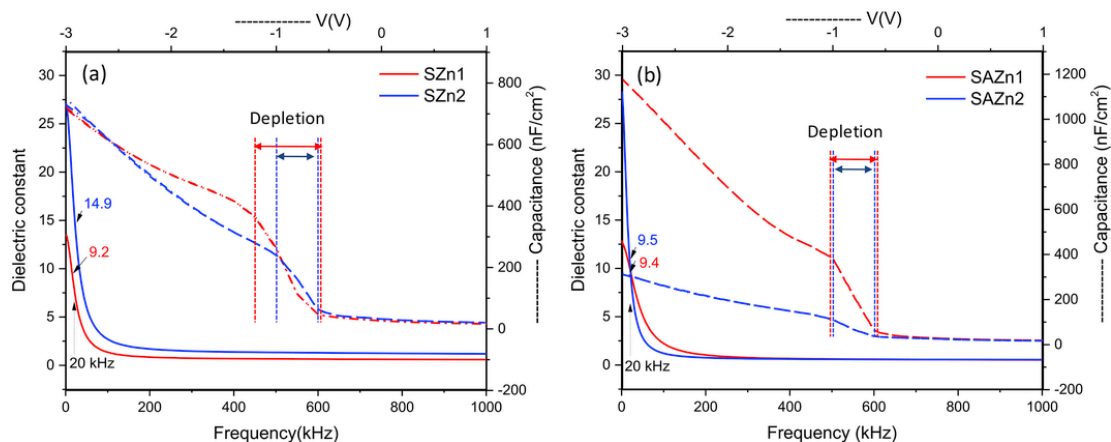 --------------- V(V)
-3 -2 -1 0 1
(a)
SZn1
SZn2
Depletion
14.9
9.2
20 kHz
Dielectric constant
30
25
20
15
10
5
0
800
600
400
200
0
-200
------ Capacitance (nF/cm²)
0 200 400 600 800 1000
Frequency(kHz)
--------------- V(V)
-3 -2 -1 0 1
(b)
SAZn1
SAZn2
Depletion
9.5
9.4
20 kHz
Dielectric constant
30
25
20
15
10
5
0
1200
1000
800
600
400
200
0
-200
------ Capacitance (nF/cm²)
0 200 400 600 800 1000
Frequency (kHz)